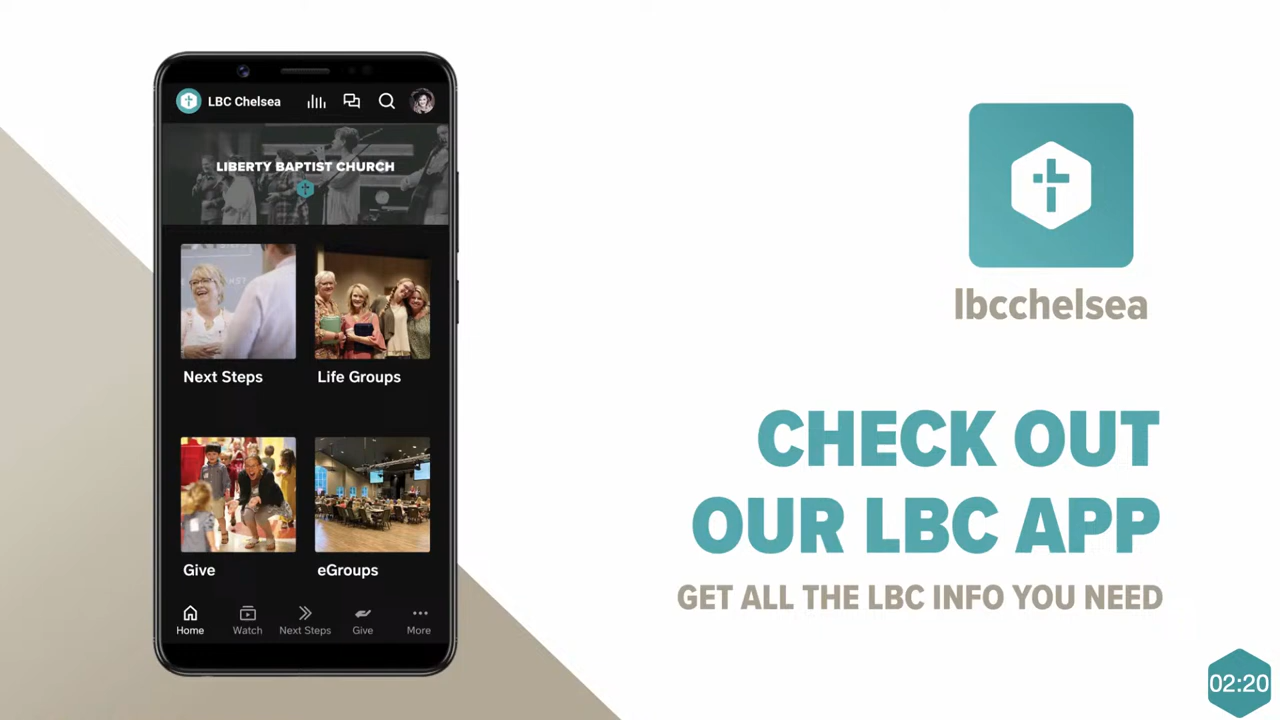 LBC Chelsea
LIBERTY BAPTIST CHURCH
Next Steps
Life Groups
Give
eGroups
Home
Watch
Next Steps
Give
More
lbcchelsea
CHECK OUT
OUR LBC APP
GET ALL THE LBC INFO YOU NEED
02:20